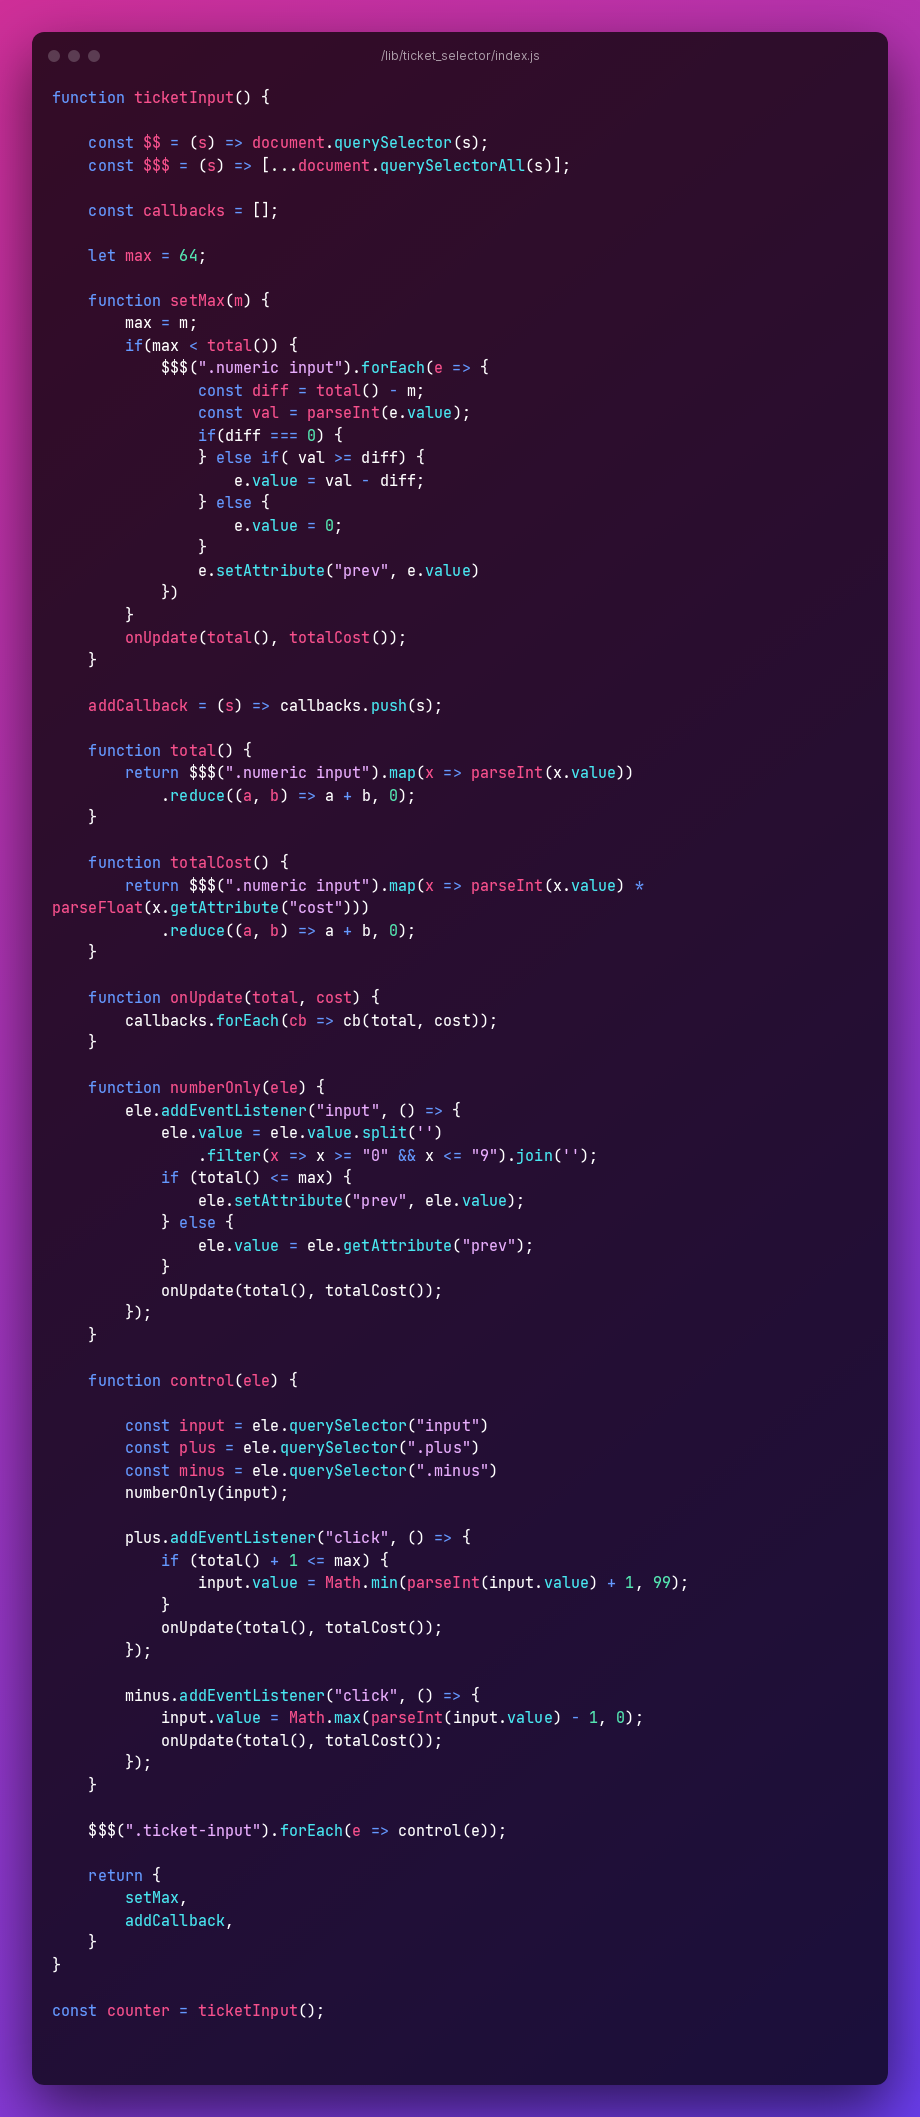 /lib/ticket_selector/index.js
function ticketInput() {
    const $$ = (s) => document.querySelector(s);
    const $$$ = (s) => [...document.querySelectorAll(s)];
    const callbacks = [];
    let max = 64;
    function setMax(m) {
        max = m;
        if(max < total()) {
            $$$(".numeric input").forEach(e => {
                const diff = total() - m;
                const val = parseInt(e.value);
                if(diff === 0) {
                } else if( val >= diff) {
                    e.value = val - diff;
                } else {
                    e.value = 0;
                }
                e.setAttribute("prev", e.value)
            })
        }
        onUpdate(total(), totalCost());
    }
    addCallback = (s) => callbacks.push(s);
    function total() {
        return $$$(".numeric input").map(x => parseInt(x.value))
            .reduce((a, b) => a + b, 0);
    }
    function totalCost() {
        return $$$(".numeric input").map(x => parseInt(x.value) *
parseFloat(x.getAttribute("cost")))
            .reduce((a, b) => a + b, 0);
    }
    function onUpdate(total, cost) {
        callbacks.forEach(cb => cb(total, cost));
    }
    function numberOnly(ele) {
        ele.addEventListener("input", () => {
            ele.value = ele.value.split('')
                .filter(x => x >= "0" && x <= "9").join('');
            if (total() <= max) {
                ele.setAttribute("prev", ele.value);
            } else {
                ele.value = ele.getAttribute("prev");
            }
            onUpdate(total(), totalCost());
        });
    }
    function control(ele) {
        const input = ele.querySelector("input")
        const plus = ele.querySelector(".plus")
        const minus = ele.querySelector(".minus")
        numberOnly(input);
        plus.addEventListener("click", () => {
            if (total() + 1 <= max) {
                input.value = Math.min(parseInt(input.value) + 1, 99);
            }
            onUpdate(total(), totalCost());
        });
        minus.addEventListener("click", () => {
            input.value = Math.max(parseInt(input.value) - 1, 0);
            onUpdate(total(), totalCost());
        });
    }
    $$$(".ticket-input").forEach(e => control(e));
    return {
        setMax,
        addCallback,
    }
}
const counter = ticketInput();